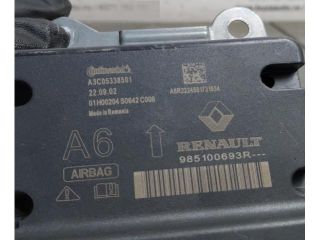 Continental
A3C05338501
22.09.02
01H00204 S0642 C006
Made in Romania
A6
AIRBAG
RENAULT
985100693R---